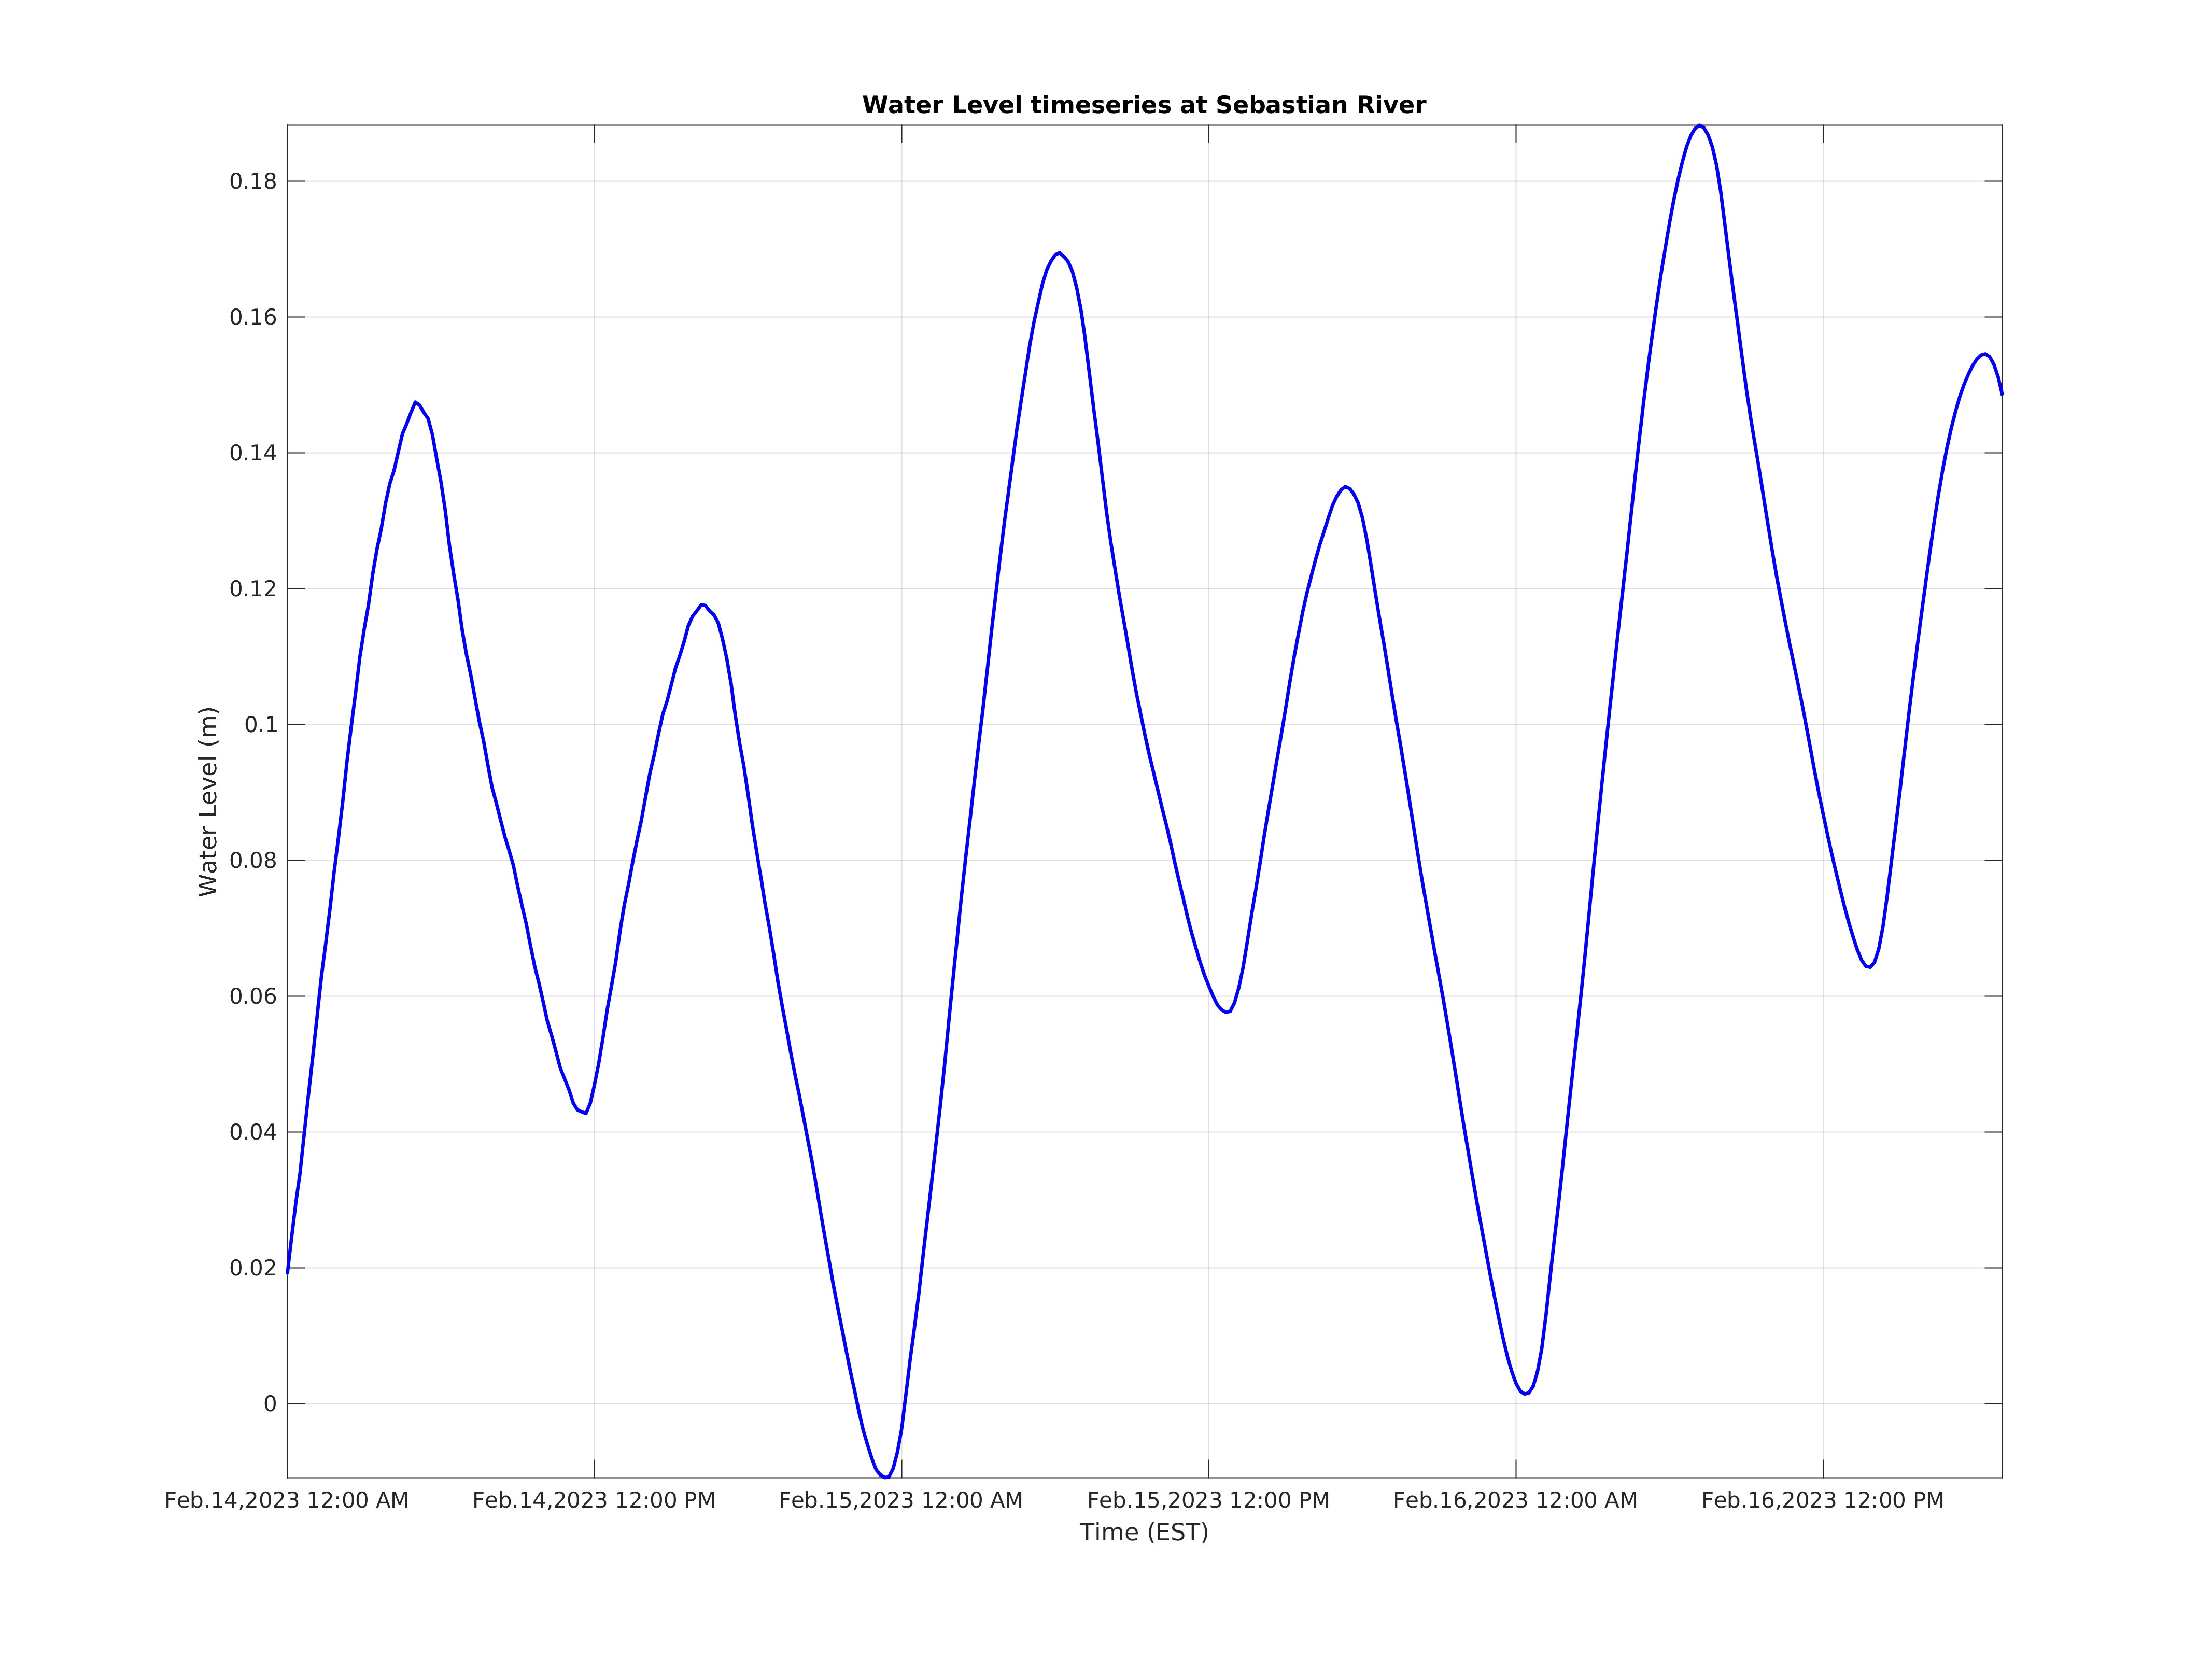 Water Level timeseries at Sebastian River
0.18
0.16
0.14
0.12
0.1
0.08
0.06
0.04
0.02
0
Water Level (m)
Feb.14,2023 12:00 AM
Feb.14,2023 12:00 PM
Feb.15,2023 12:00 AM
Feb.15,2023 12:00 PM
Feb.16,2023 12:00 AM
Feb.16,2023 12:00 PM
Time (EST)